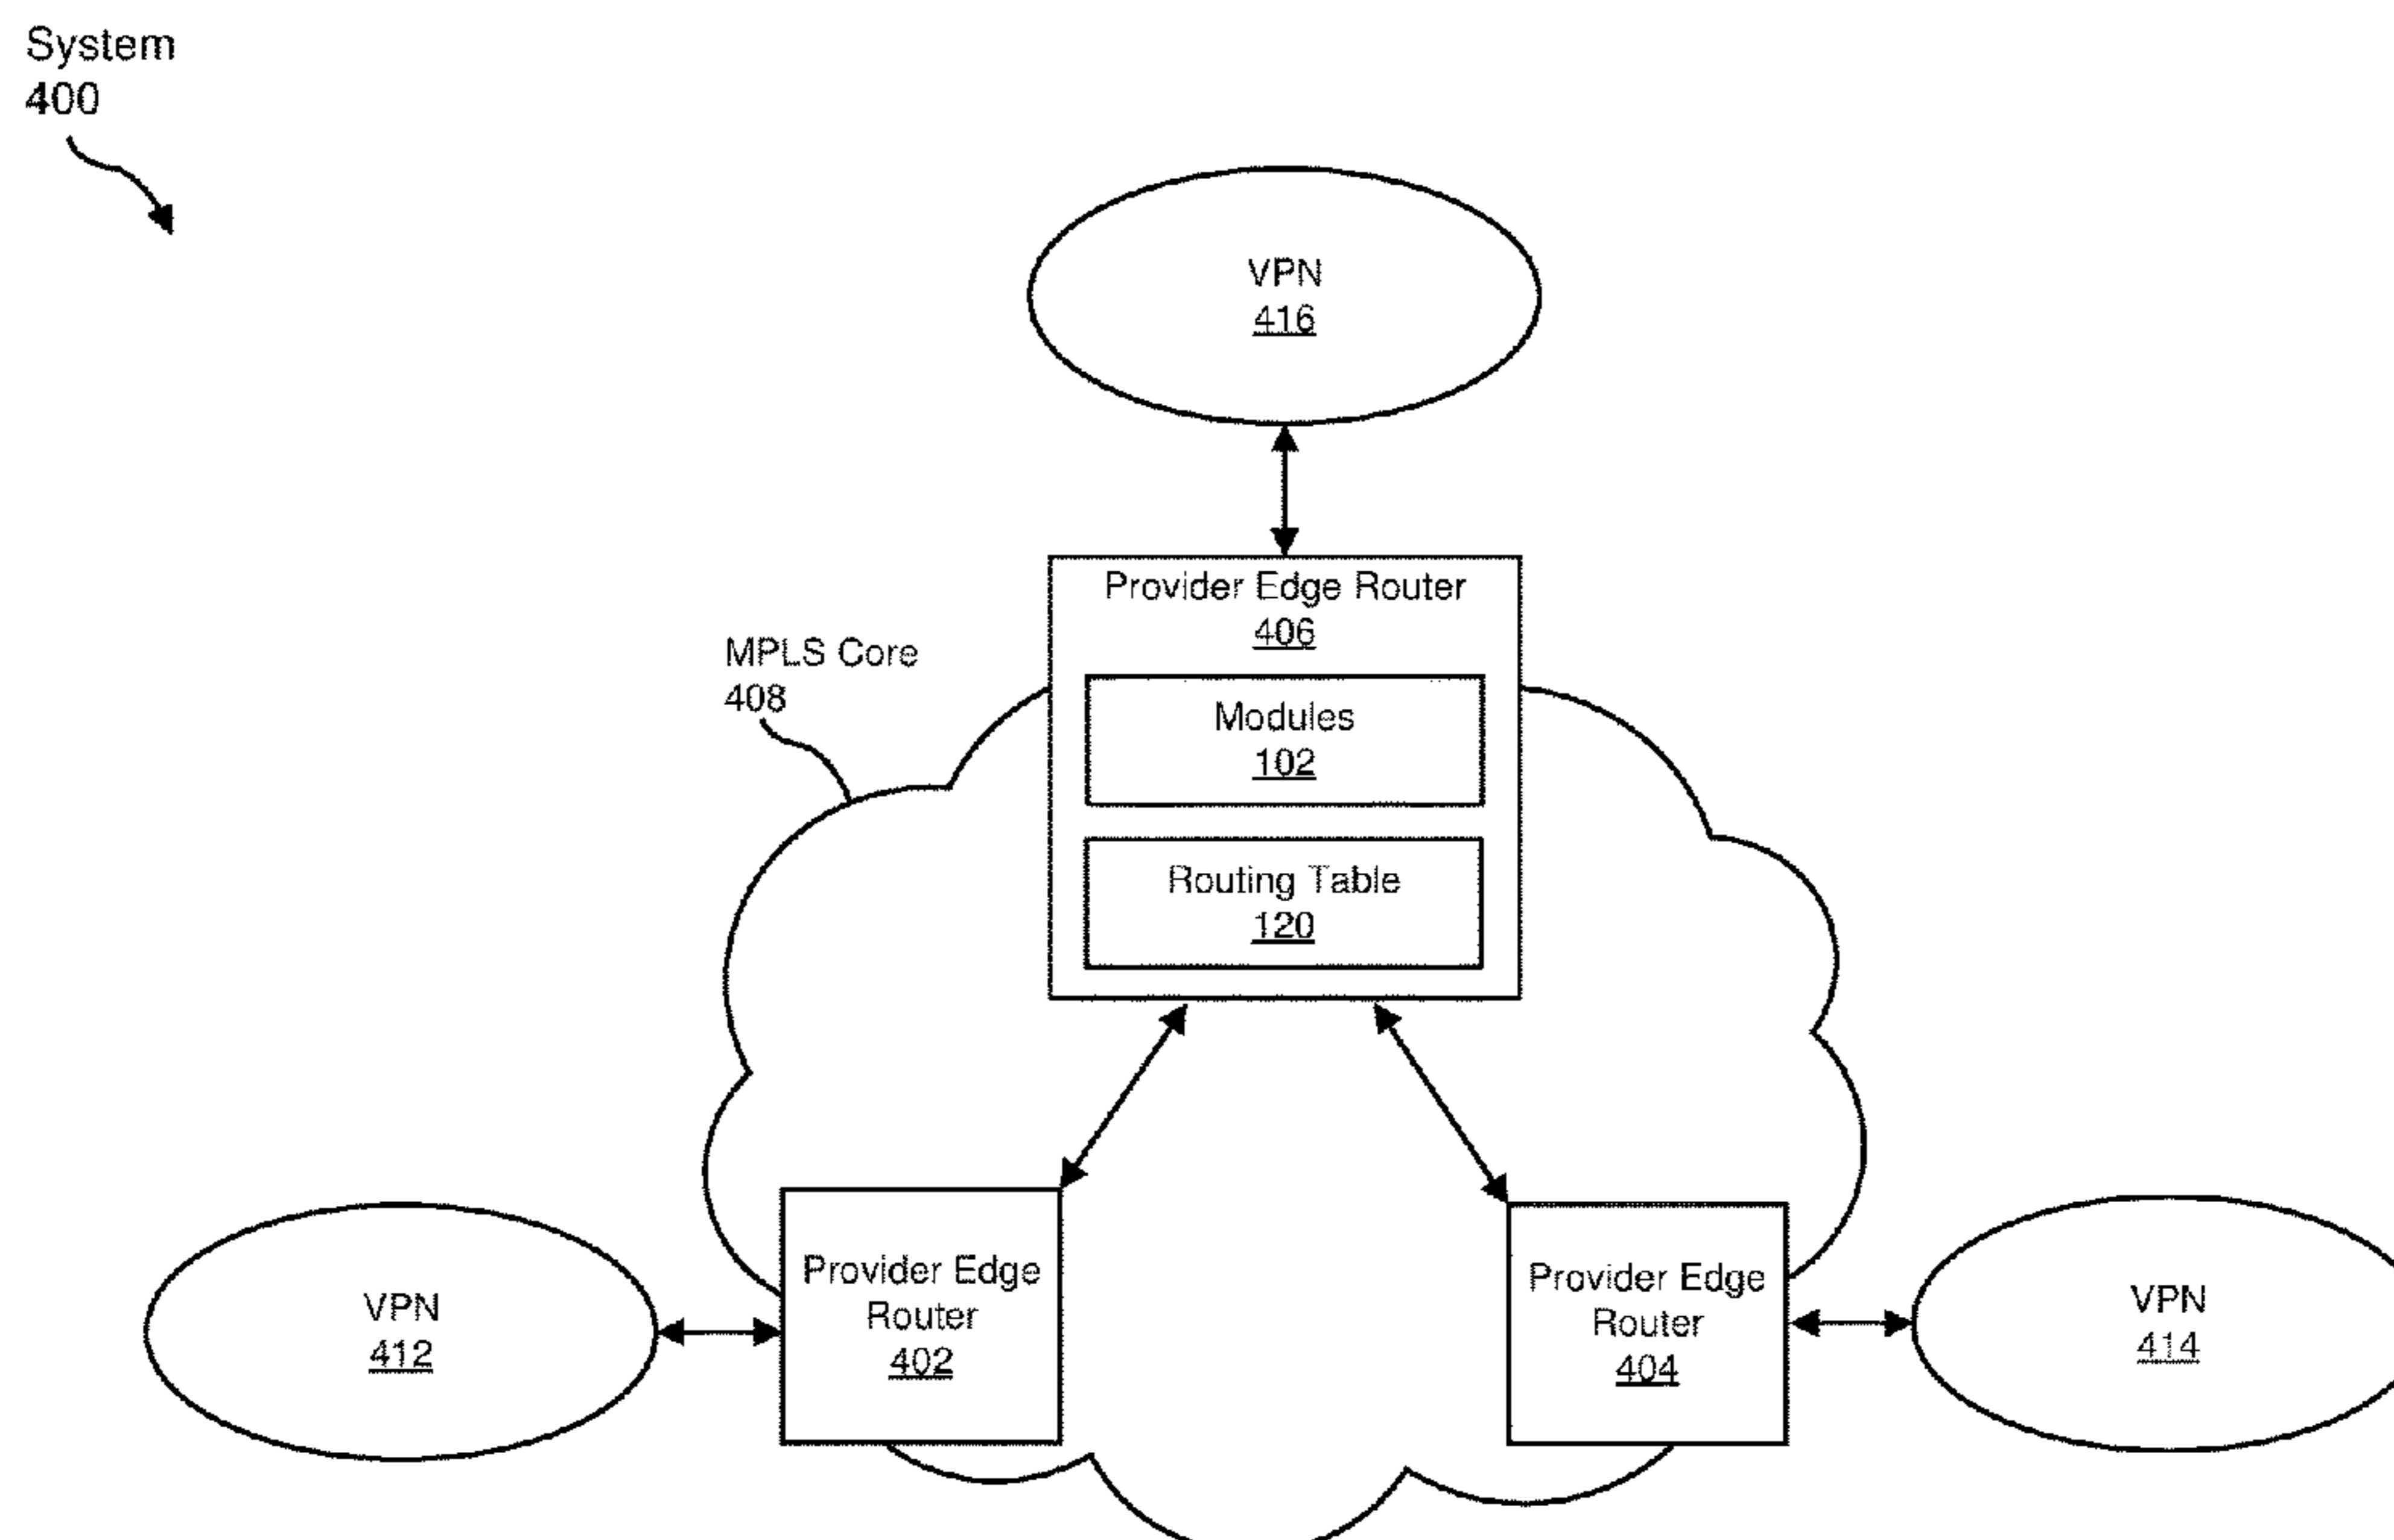 System
400
VPN
416
Provider Edge Router
406
MPLS Core
408
Modules
102
Routing Table
120
Provider Edge
Router
402
Provider Edge
Router
404
VPN
412
VPN
414